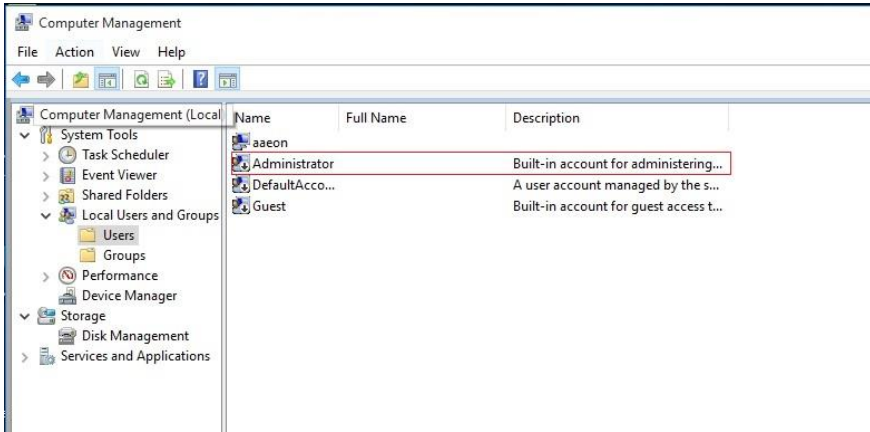 Computer Management
File Action View Help
Computer Management (Local
System Tools
Task Scheduler
Event Viewer
Shared Folders
Local Users and Groups
Users
Groups
Performance
Device Manager
Storage
Disk Management
Services and Applications
Name Full Name Description
aaeon
Administrator Built-in account for administering...
DefaultAcco... A user account managed by the s...
Guest Built-in account for guest access t...